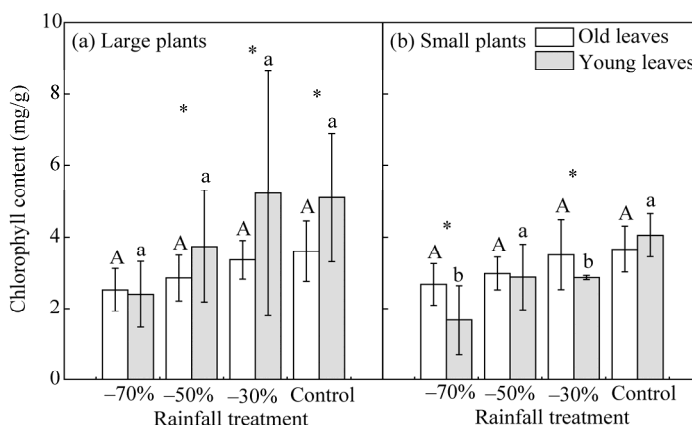 10
8
6
4
2
0
Chlorophyll content (mg/g)
(a) Large plants
*
*
*
a
a
a
A
a
A
A
A
–70%
–50%
–30%
Control
Rainfall treatment
(b) Small plants
Old leaves
Young leaves
*
*
A
b
A
a
A
b
A
a
–70%
–50%
–30%
Control
Rainfall treatment